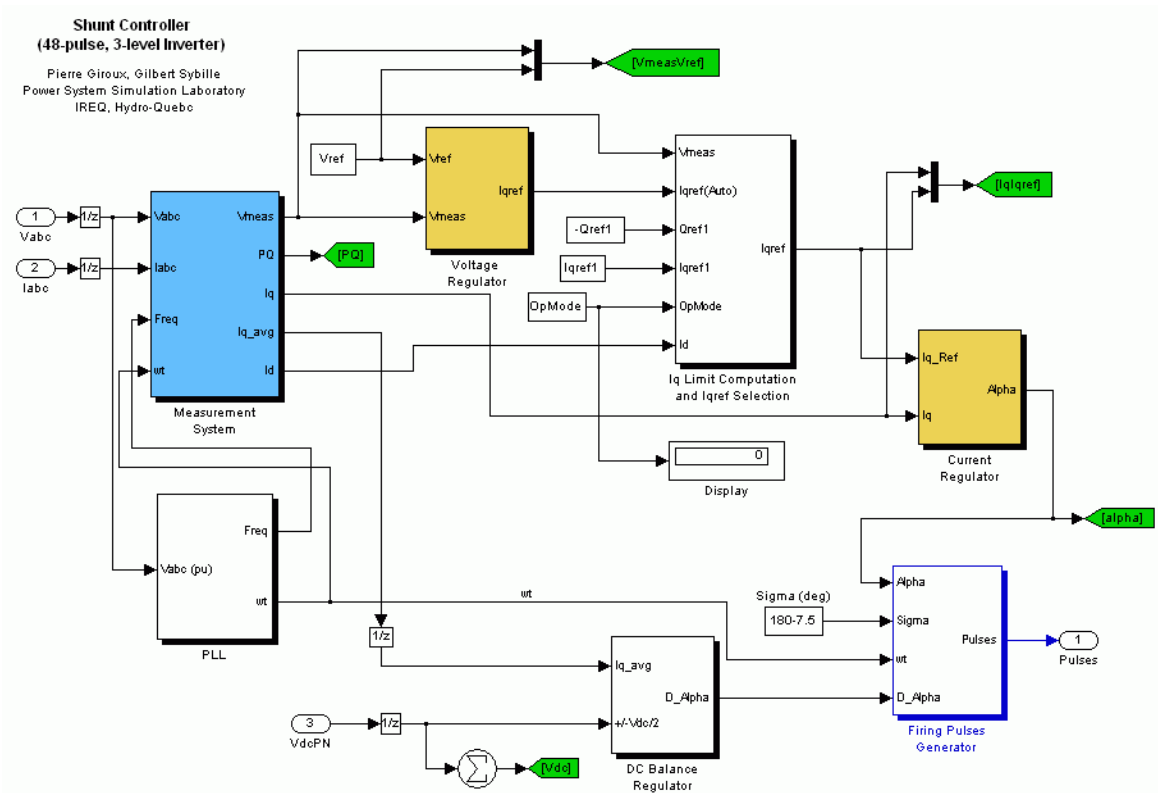 Shunt Controller
(48-pulse, 3-level Inverter)
Pierre Giroux, Gilbert Sybille
Power System Simulation Laboratory
IREQ, Hydro-Quebc
[VmeasVref]
Vref
Vref
Iqref
Vmeas
Voltage
Regulator
Vmeas
Iqref(Auto)
Qref1
Iqref1
OpMode
Id
Iqref
Iq Limit Computation
and Iqref Selection
-Qref1
Iqref1
OpMode
[IqIqref]
1
Vabc
1/z
2
Iabc
1/z
Vabc
Iabc
Freq
wt
Vmeas
PQ
Iq
Iq_avg
Id
Measurement
System
[PQ]
Iq_Ref
Iq
Alpha
Current
Regulator
0
Display
[alpha]
Vabc (pu)
Freq
wt
PLL
wt
1/z
Sigma (deg)
180-7.5
Alpha
Sigma
wt
D_Alpha
Pulses
Firing Pulses
Generator
1
Pulses
Iq_avg
+/-Vdc/2
D_Alpha
DC Balance
Regulator
3
VdcPN
1/z
Σ
[Vdc]